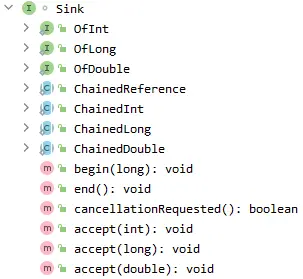 Sink
OfInt
OfLong
OfDouble
ChainedReference
ChainedInt
ChainedLong
ChainedDouble
begin(long): void
end(): void
cancellationRequested(): boolean
accept(int): void
accept(long): void
accept(double): void